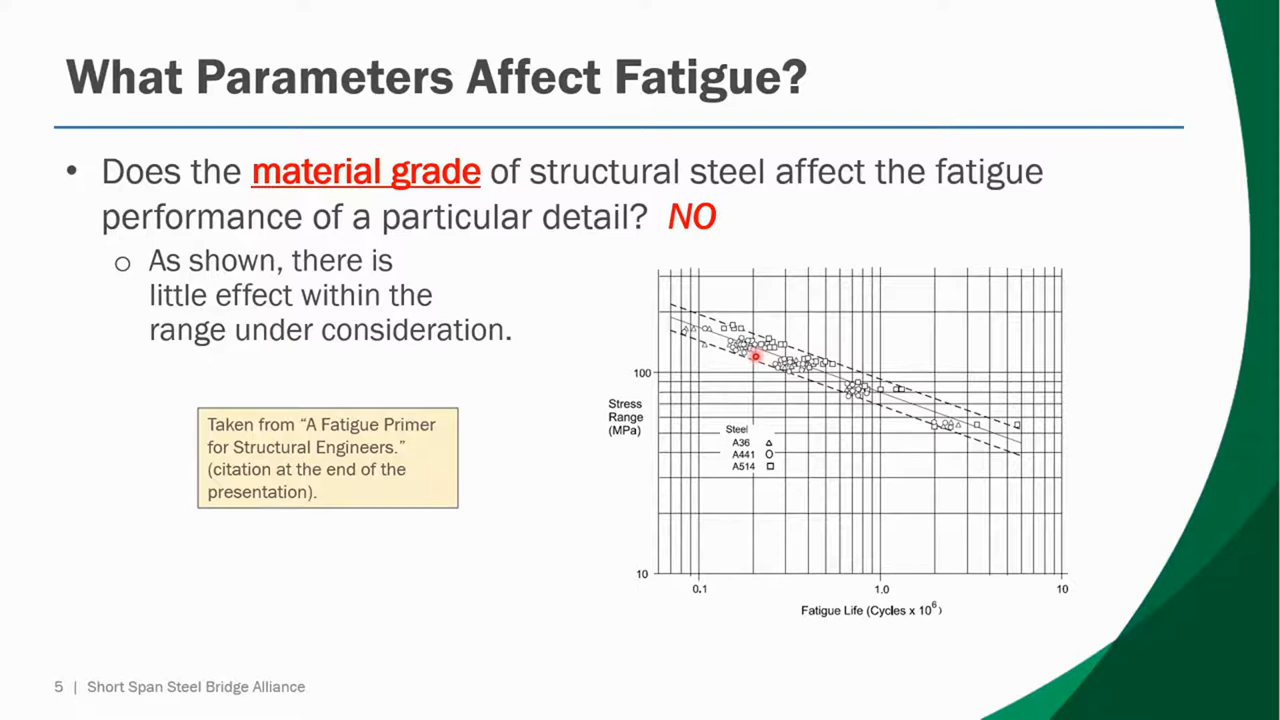 What Parameters Affect Fatigue?
• Does the material grade of structural steel affect the fatigue
performance of a particular detail? NO
o As shown, there is
little effect within the
range under consideration.
Taken from “A Fatigue Primer
for Structural Engineers.”
(citation at the end of the
presentation).
100
Stress
Range
(MPa)
Steel
A36 △
A441 ○
A514 □
10
0.1 1.0 10
Fatigue Life (Cycles x 10⁶)
5 | Short Span Steel Bridge Alliance